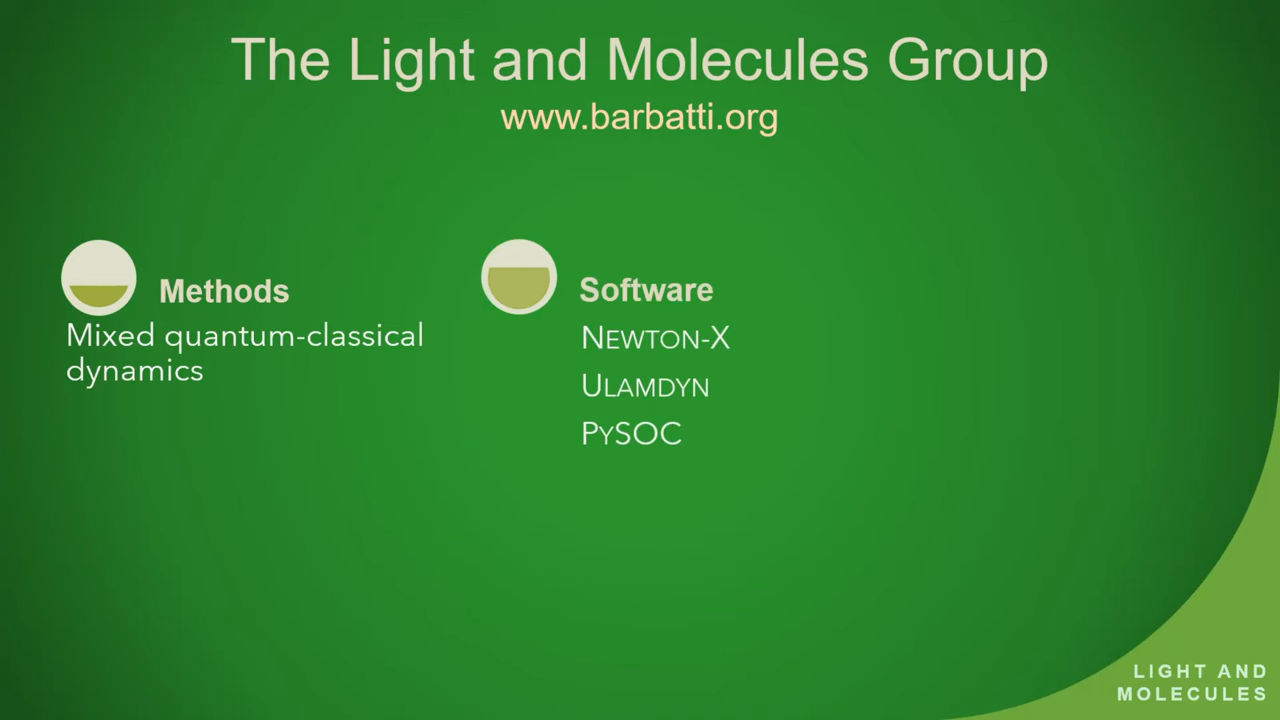 The Light and Molecules Group
www.barbatti.org
Methods
Mixed quantum-classical
dynamics
Software
NEWTON-X
ULAMDYN
PYSOC
LIGHT AND
MOLECULES